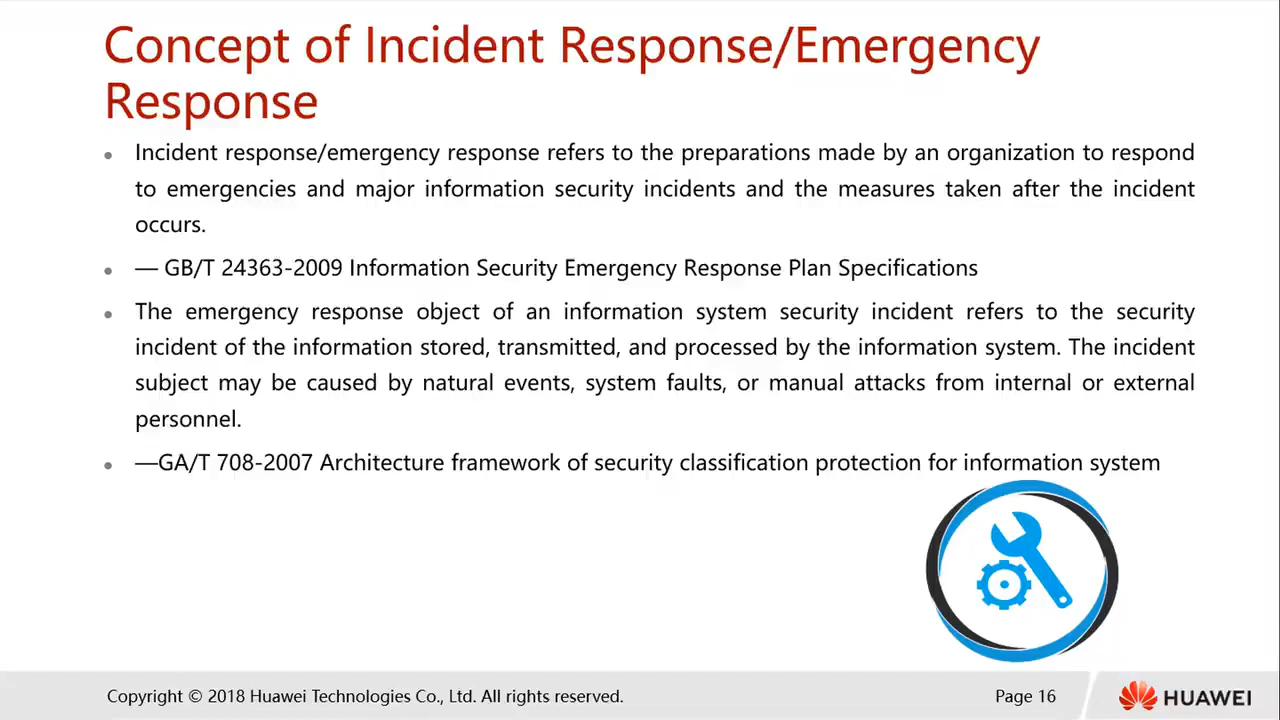 Concept of Incident Response/Emergency
Response
Incident response/emergency response refers to the preparations made by an organization to respond
to emergencies and major information security incidents and the measures taken after the incident
occurs.
— GB/T 24363-2009 Information Security Emergency Response Plan Specifications
The emergency response object of an information system security incident refers to the security
incident of the information stored, transmitted, and processed by the information system. The incident
subject may be caused by natural events, system faults, or manual attacks from internal or external
personnel.
—GA/T 708-2007 Architecture framework of security classification protection for information system
Copyright © 2018 Huawei Technologies Co., Ltd. All rights reserved.
Page 16
HUAWEI